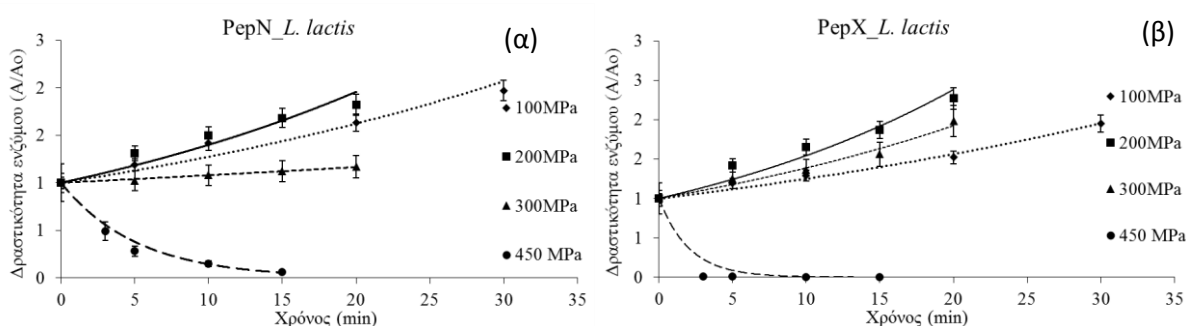 PepN_L. lactis
(α)
Δραστικότητα ενζύμου (A/Ao)
3
2
2
1
1
1
0
0 5 10 15 20 25 30 35
Χρόνος (min)
100MPa
200MPa
300MPa
450 MPa
PepX_L. lactis
(β)
Δραστικότητα ενζύμου (A/Ao)
3
3
2
2
1
1
0
0 5 10 15 20 25 30 35
Χρόνος (min)
100MPa
200MPa
300MPa
450 MPa